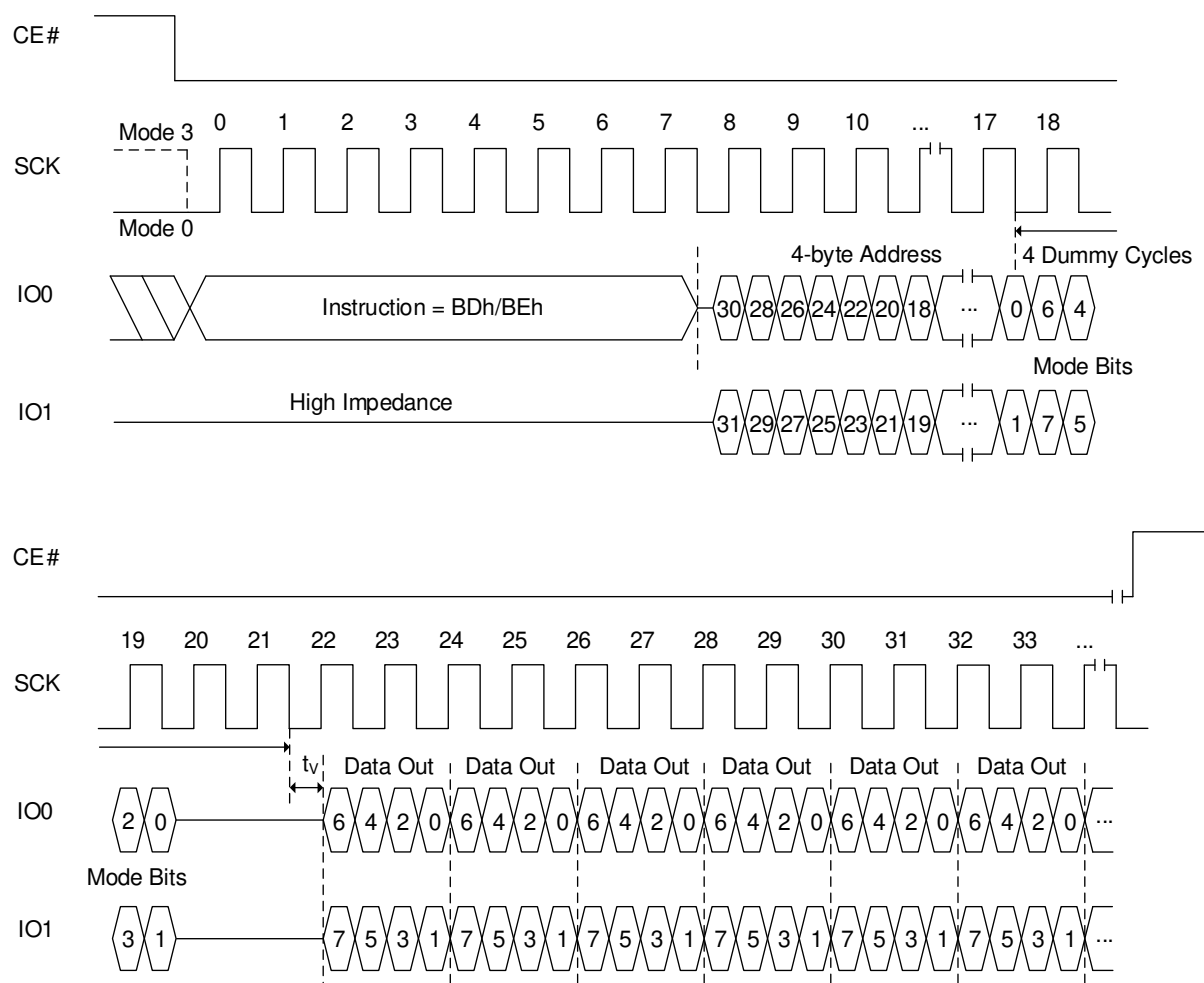 CE#
Mode 3 0 1 2 3 4 5 6 7 8 9 10 ... 17 18
SCK
Mode 0
4-byte Address 4 Dummy Cycles
IO0 Instruction = BDh/BEh 30 28 26 24 22 20 18 ... 0 6 4
Mode Bits
IO1 High Impedance 31 29 27 25 23 21 19 ... 1 7 5
CE#
19 20 21 22 23 24 25 26 27 28 29 30 31 32 33 ...
SCK
tV Data Out Data Out Data Out Data Out Data Out Data Out
IO0 2 0 6 4 2 0 6 4 2 0 6 4 2 0 6 4 2 0 6 4 2 0 6 4 2 0 ...
Mode Bits
IO1 3 1 7 5 3 1 7 5 3 1 7 5 3 1 7 5 3 1 7 5 3 1 7 5 3 1 ...